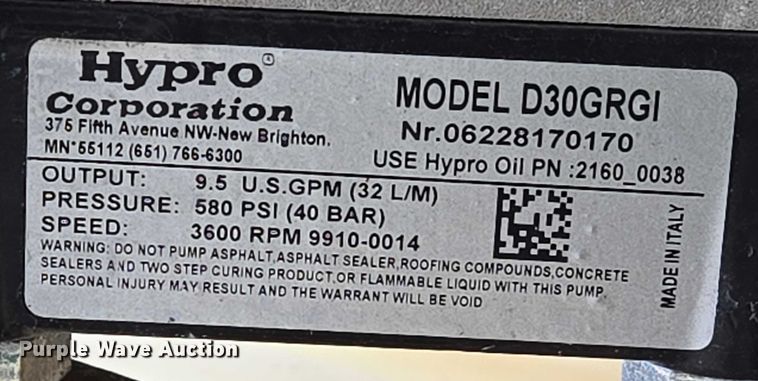 Hypro®
Corporation
375 Fifth Avenue NW-New Brighton.
MN*55112 (651) 766-6300
MODEL D30GRGI
Nr.06228170170
USE Hypro Oil PN :2160_0038
OUTPUT: 9.5 U.S.GPM (32 L/M)
PRESSURE: 580 PSI (40 BAR)
SPEED: 3600 RPM 9910-0014
WARNING: DO NOT PUMP ASPHALT,ASPHALT SEALER,ROOFING COMPOUNDS,CONCRETE
SEALERS AND TWO STEP CURING PRODUCT,OR FLAMMABLE LIQUID WITH THIS PUMP.
PERSONAL INJURY MAY RESULT AND THE WARRANT WILL BE VOID
MADE IN ITALY
Purple Wave Auction